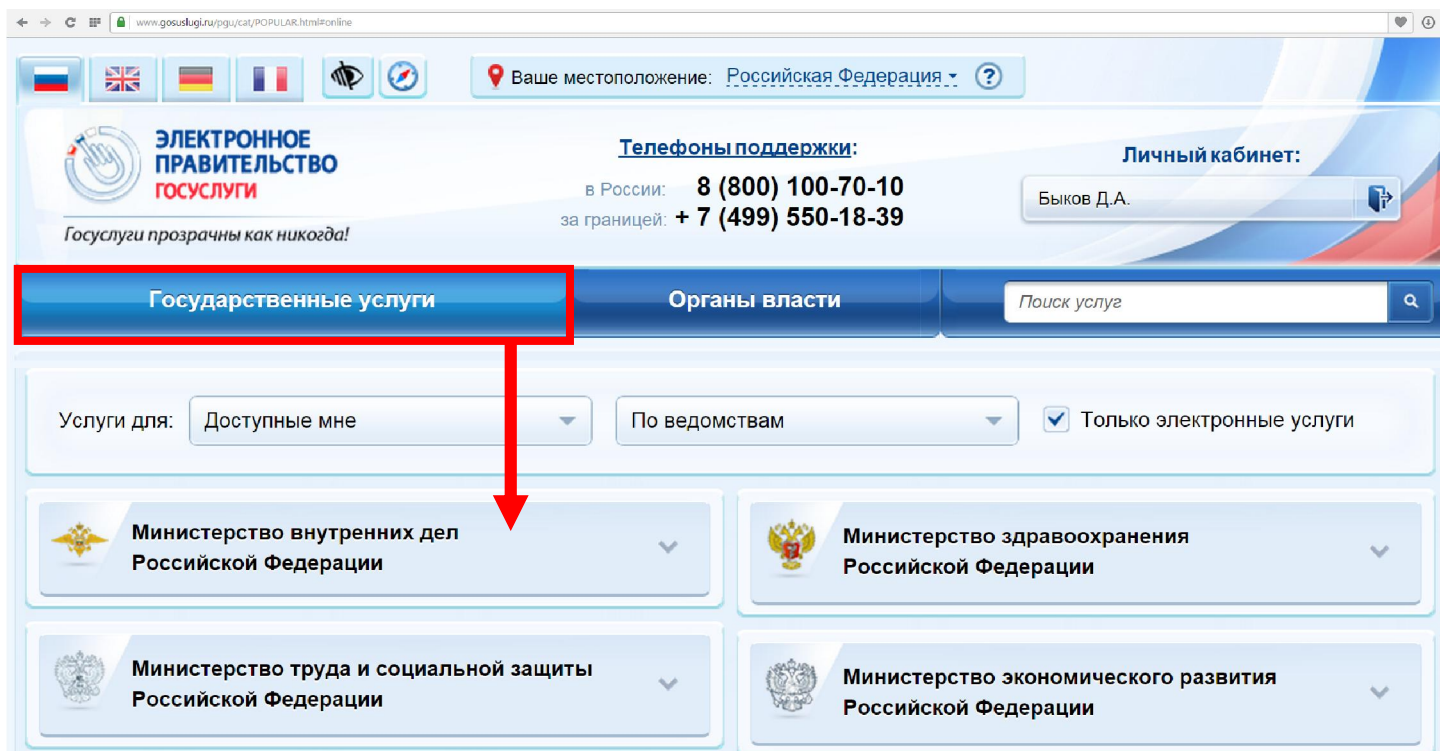 www.gosuslugi.ru/pgu/cat/POPULAR.html#online
Ваше местоположение: Российская Федерация ?
ЭЛЕКТРОННОЕ
ПРАВИТЕЛЬСТВО
ГОСУСЛУГИ
Госуслуги прозрачны как никогда!
Телефоны поддержки:
в России: 8 (800) 100-70-10
за границей: + 7 (499) 550-18-39
Личный кабинет:
Быков Д.А.
Государственные услуги
Органы власти
Поиск услуг
Услуги для: Доступные мне
По ведомствам
Только электронные услуги
Министерство внутренних дел
Российской Федерации
Министерство здравоохранения
Российской Федерации
Министерство труда и социальной защиты
Российской Федерации
Министерство экономического развития
Российской Федерации